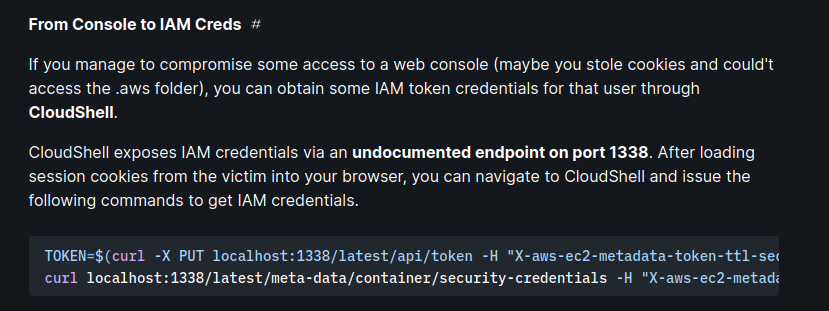 From Console to IAM Creds #
If you manage to compromise some access to a web console (maybe you stole cookies and could't
access the .aws folder), you can obtain some IAM token credentials for that user through
CloudShell.
CloudShell exposes IAM credentials via an undocumented endpoint on port 1338. After loading
session cookies from the victim into your browser, you can navigate to CloudShell and issue the
following commands to get IAM credentials.
TOKEN=$(curl -X PUT localhost:1338/latest/api/token -H "X-aws-ec2-metadata-token-ttl-sec
curl localhost:1338/latest/meta-data/container/security-credentials -H "X-aws-ec2-metada